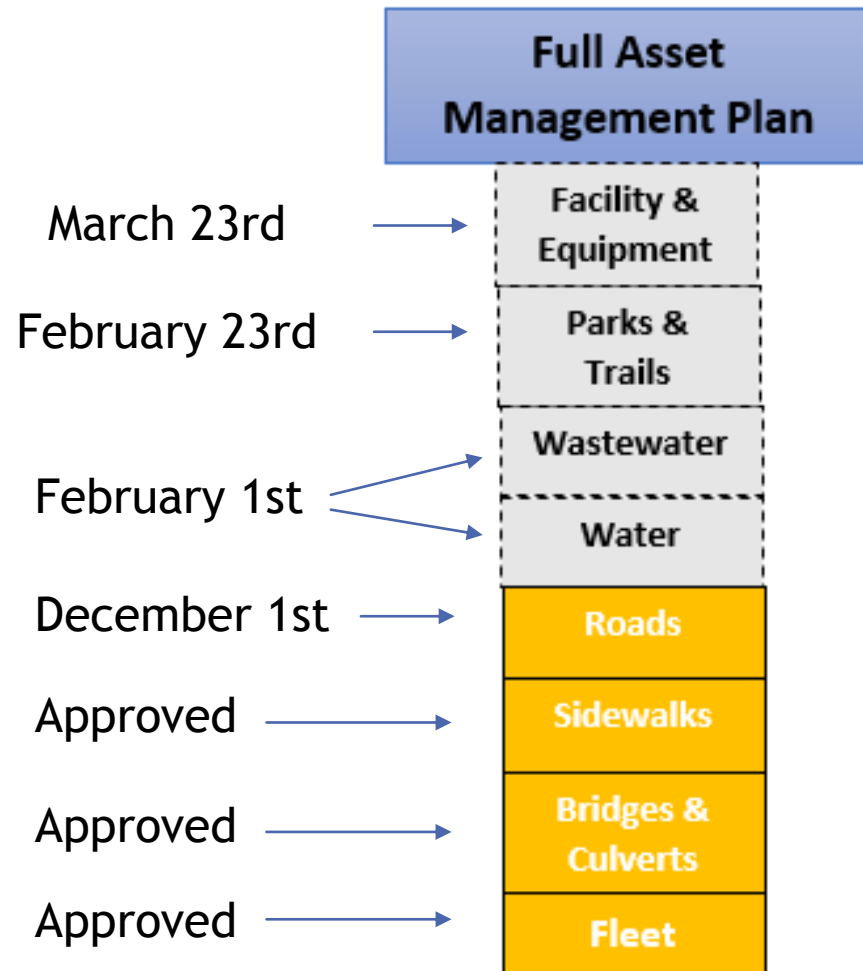 Full Asset
Management Plan
March 23rd
Facility &
Equipment
February 23rd
Parks &
Trails
February 1st
Wastewater
Water
December 1st
Roads
Approved
Sidewalks
Approved
Bridges &
Culverts
Approved
Fleet